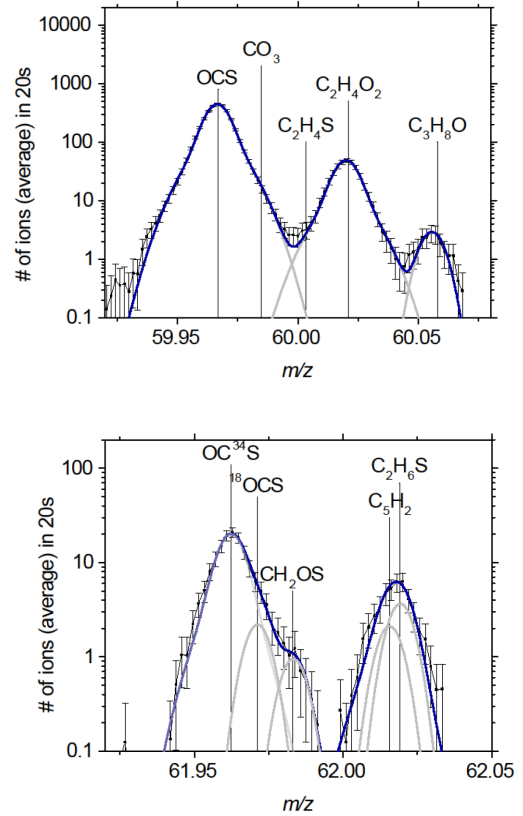 10000
1000
100
10
1
0.1
# of ions (average) in 20s
OCS
CO₃
C₂H₄S
C₂H₄O₂
C₃H₈O
59.95 60.00 60.05
m/z
100
10
1
0.1
# of ions (average) in 20s
OC³⁴S
¹⁸OCS
CH₂OS
C₂H₆S
C₅H₂
61.95 62.00 62.05
m/z